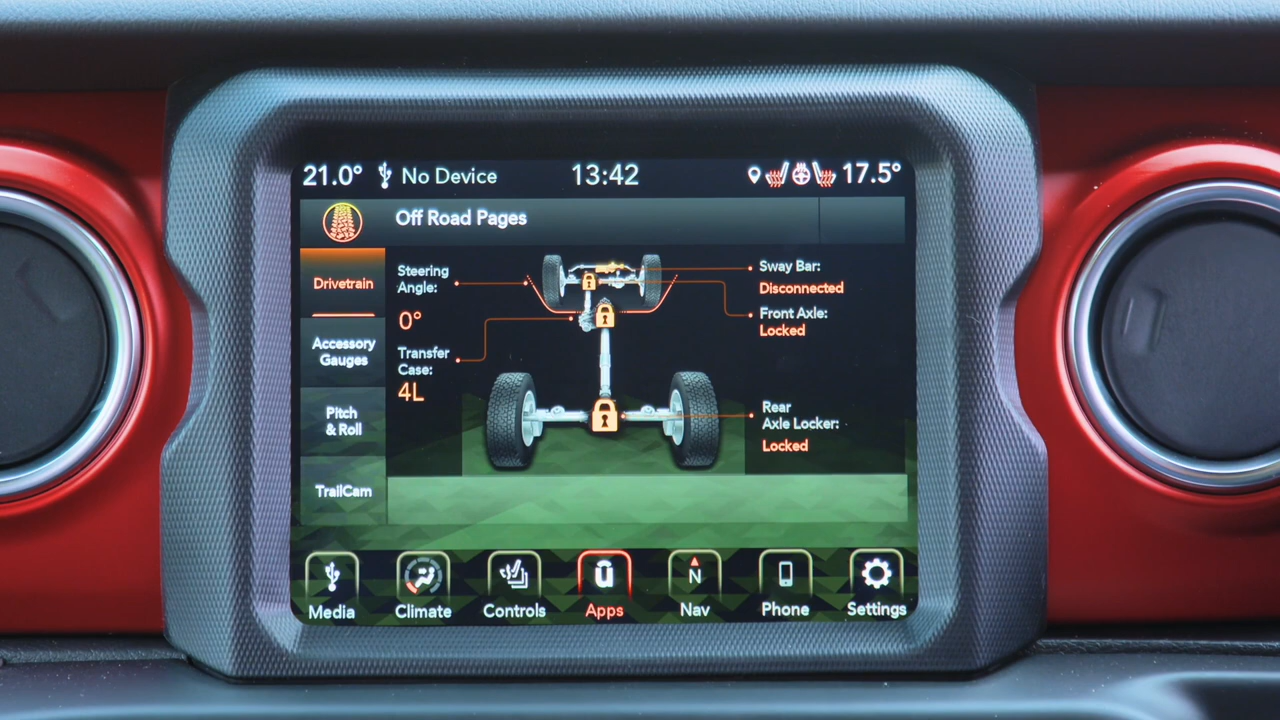 21.0° No Device 13:42 17.5°
Off Road Pages
Drivetrain
Accessory
Gauges
Pitch
& Roll
TrailCam
Steering
Angle:
0°
Transfer
Case:
4L
Sway Bar:
Disconnected
Front Axle:
Locked
Rear
Axle Locker:
Locked
Media Climate Controls Apps N Nav Phone Settings